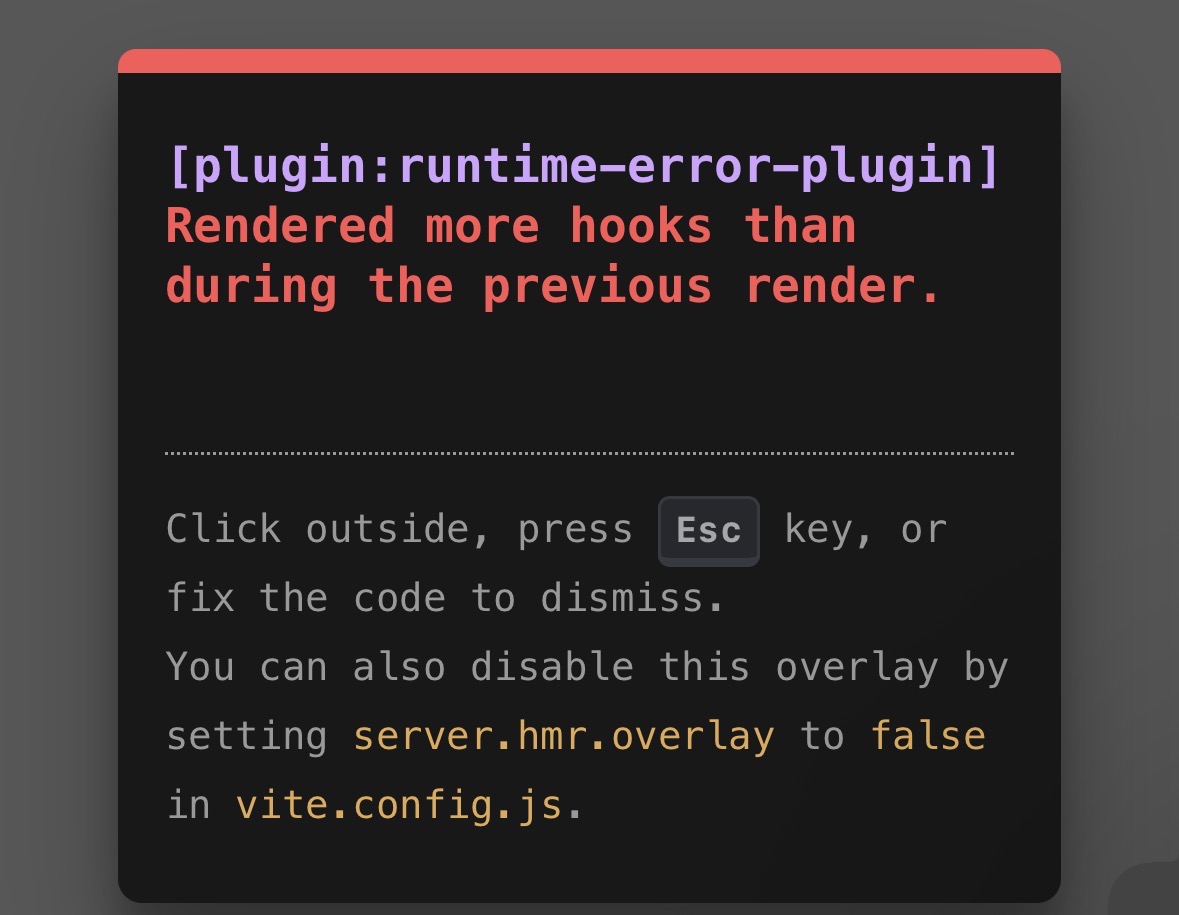 [plugin:runtime-error-plugin]
Rendered more hooks than
during the previous render.
Click outside, press Esc key, or
fix the code to dismiss.
You can also disable this overlay by
setting server.hmr.overlay to false
in vite.config.js.